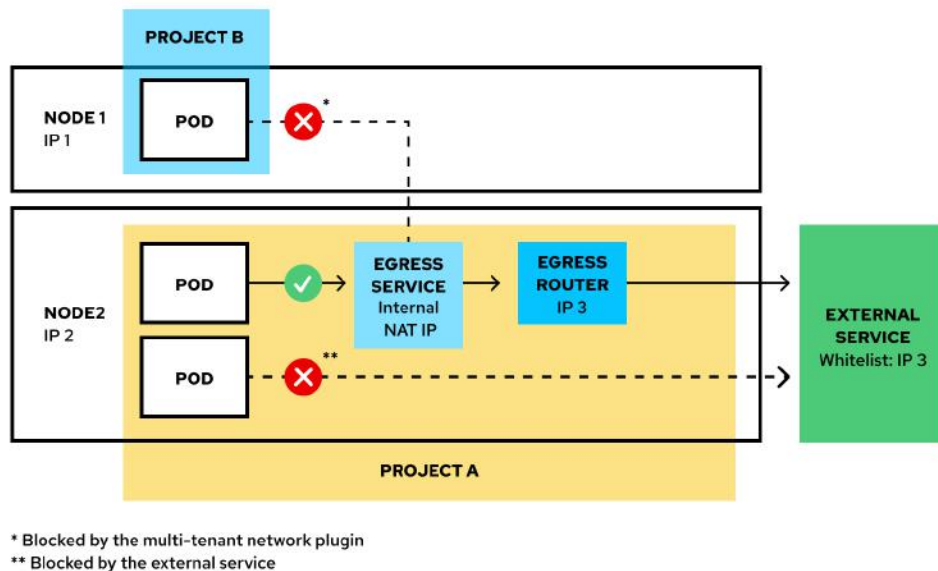 PROJECT B
NODE 1
IP 1
POD
*
NODE2
IP 2
POD
EGRESS
SERVICE
Internal
NAT IP
EGRESS
ROUTER
IP 3
POD
**
EXTERNAL
SERVICE
Whitelist: IP 3
PROJECT A
* Blocked by the multi-tenant network plugin
** Blocked by the external service